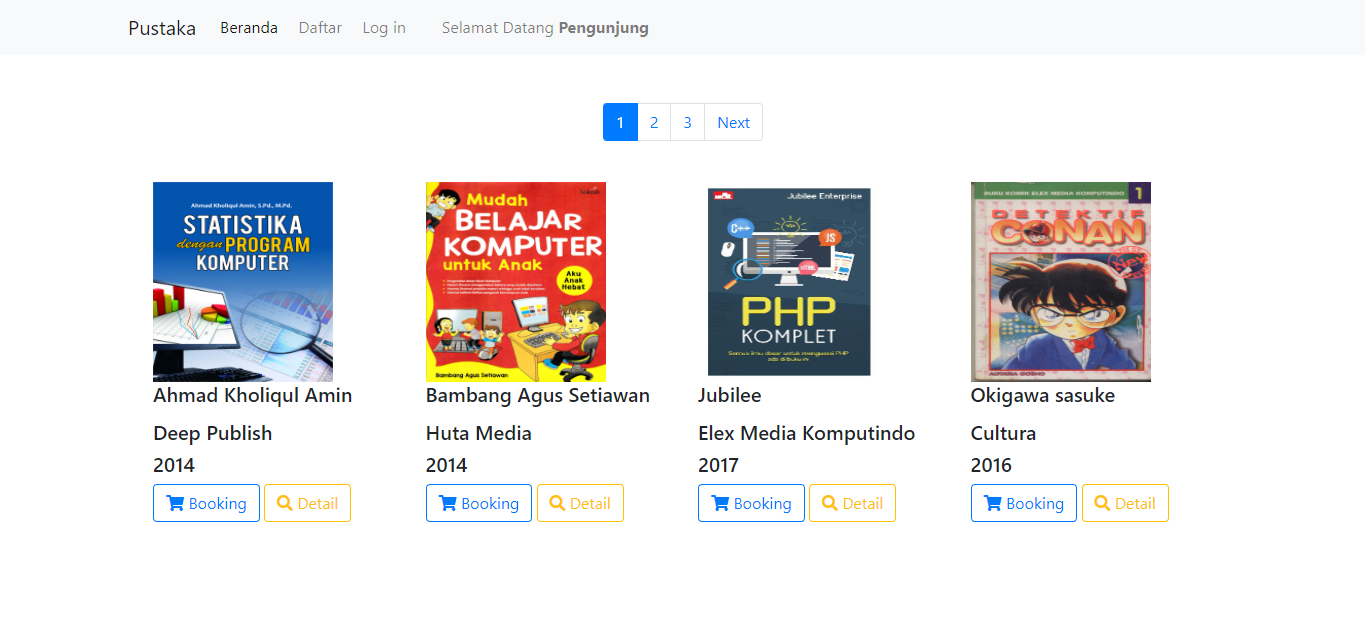 Pustaka Beranda Daftar Log in Selamat Datang Pengunjung
1 2 3 Next
Ahmad Kholiqul Amin, S.Pd., M.Pd.
STATISTIKA
dengan PROGRAM
KOMPUTER
Mudah
BELAJAR
KOMPUTER
untuk Anak
Aku
Anak
Hebat
Bambang Agus Setiawan
Jubilee Enterprise
C++
JS
HTML
PHP
KOMPLET
Semua ilmu dasar untuk menguasai PHP
ada di buku ini
BUKU KOMIK ELEX MEDIA KOMPUTINDO 1
DETEKTIF
CONAN
New
AOYAMA GOSHO
Ahmad Kholiqul Amin
Deep Publish
2014
Booking Detail
Bambang Agus Setiawan
Huta Media
2014
Booking Detail
Jubilee
Elex Media Komputindo
2017
Booking Detail
Okigawa sasuke
Cultura
2016
Booking Detail